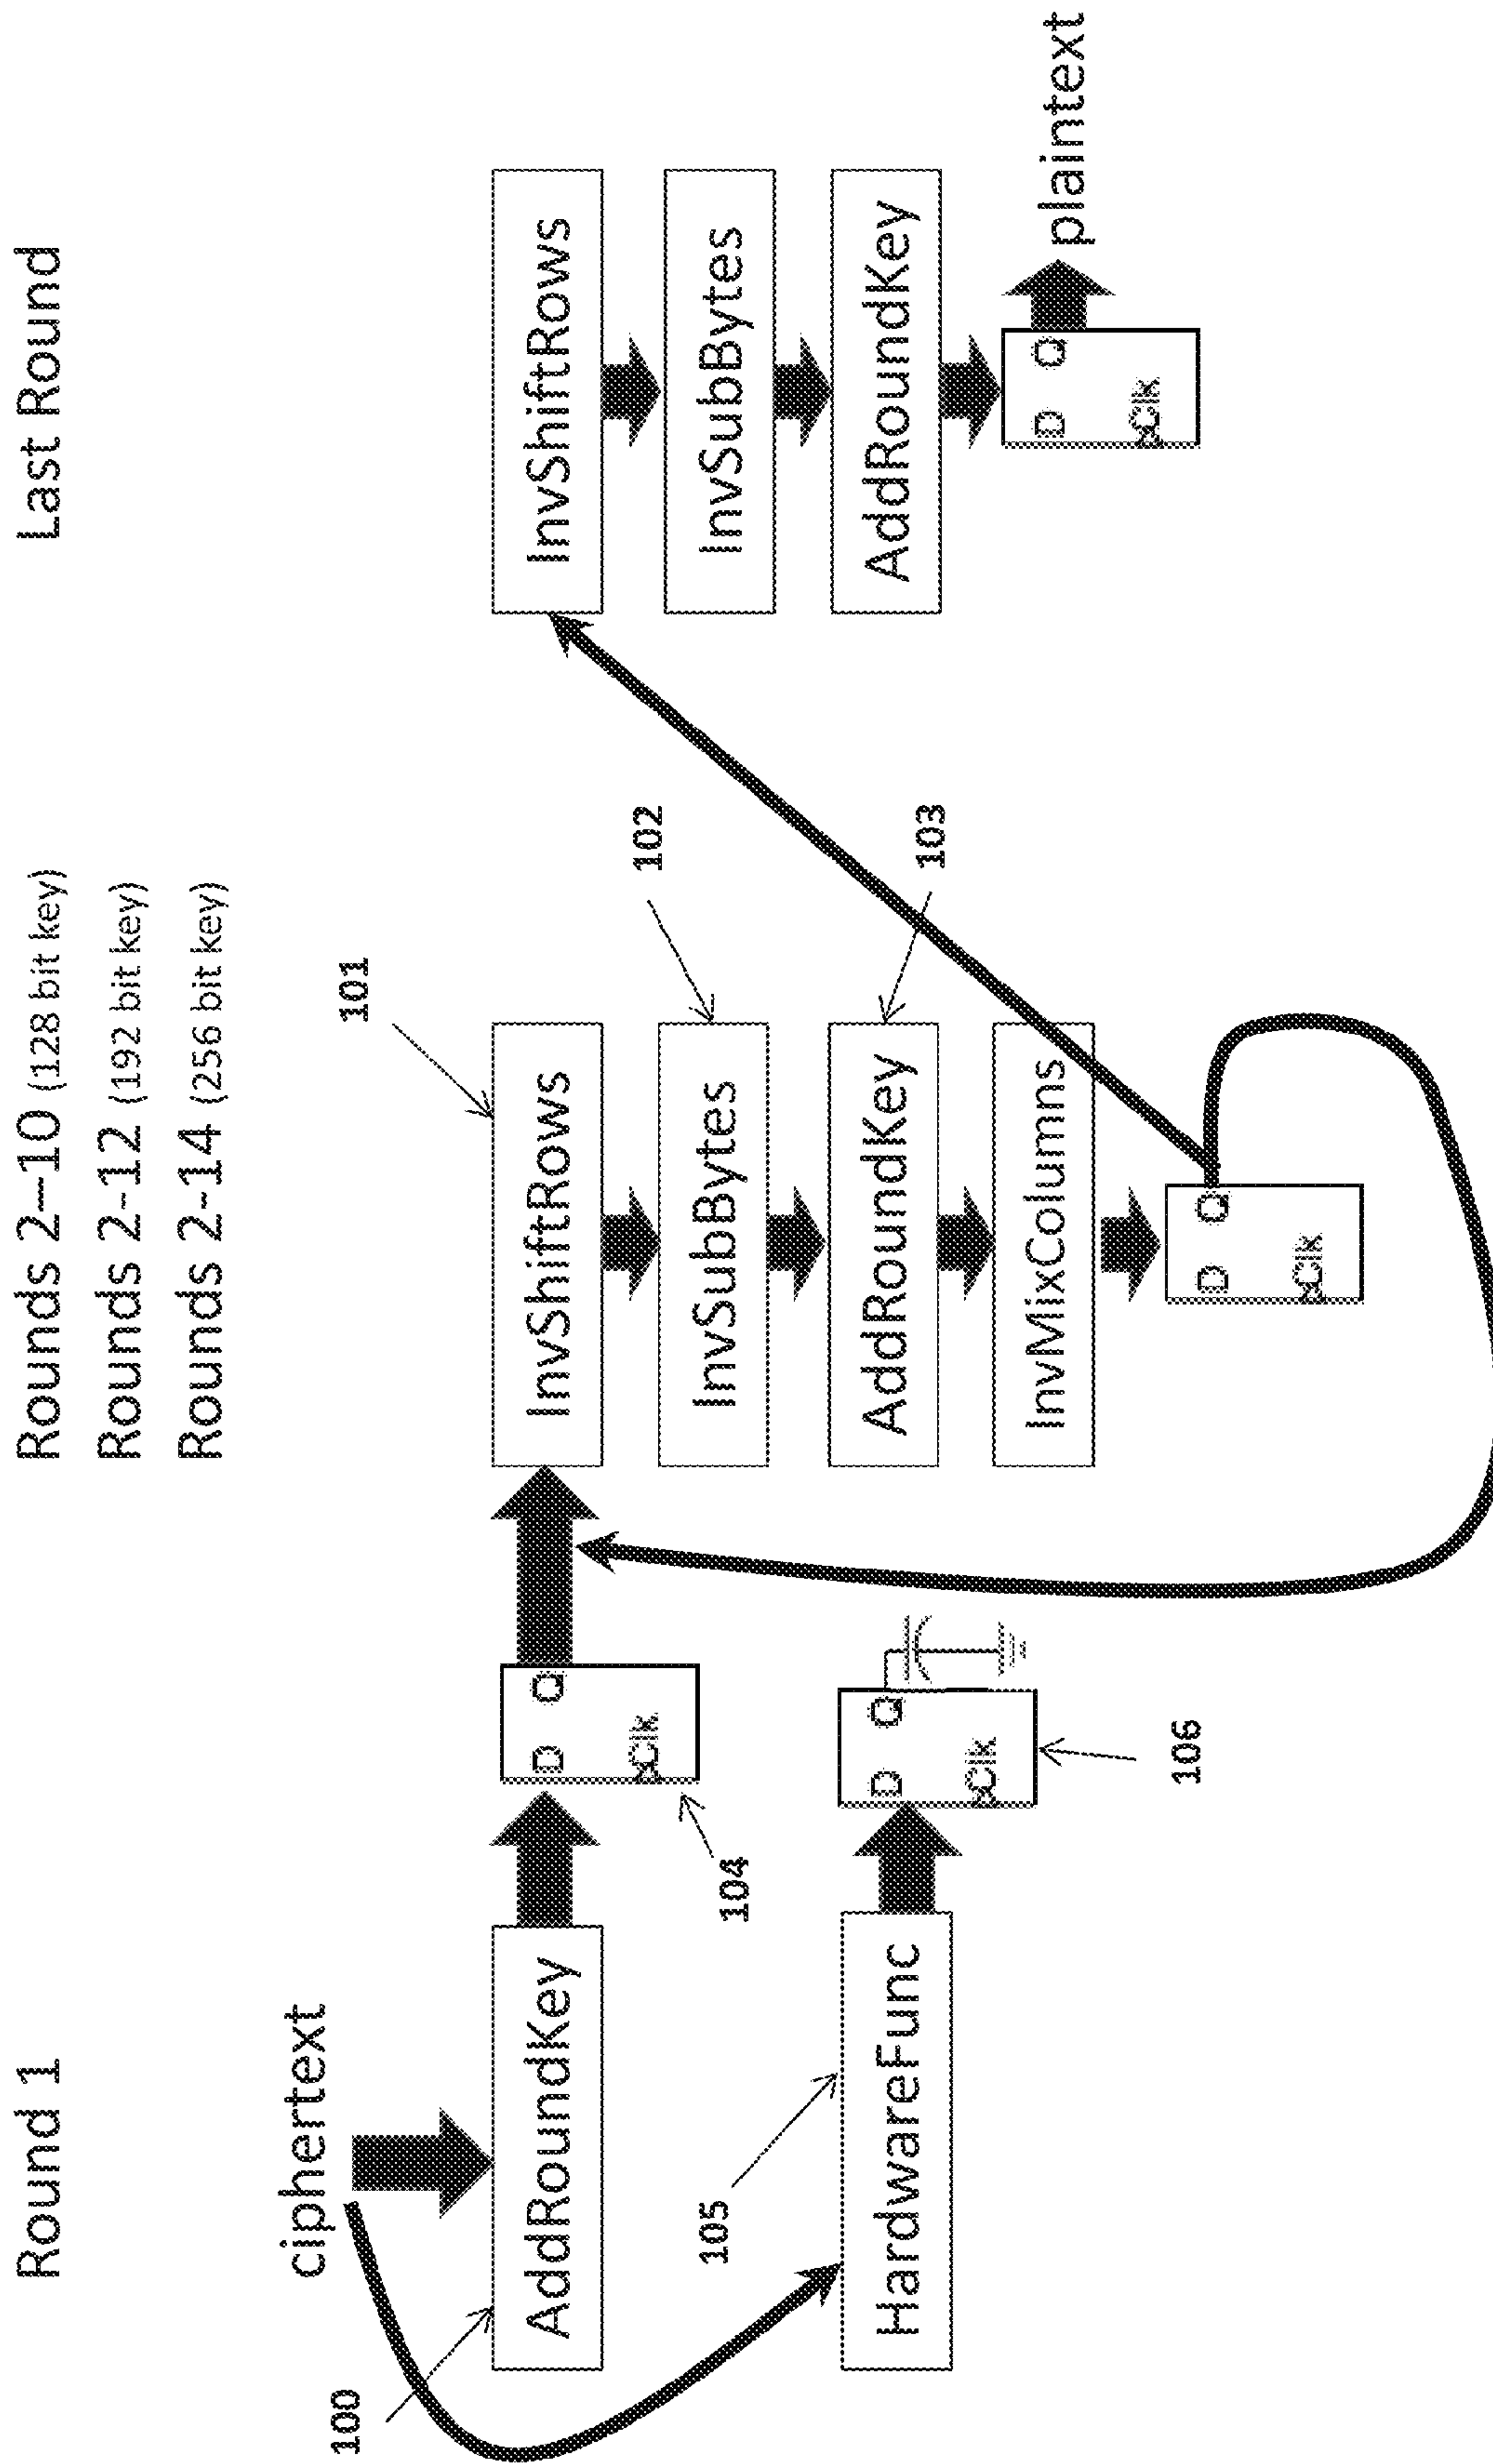 Round 1
Rounds 2—10 (128 bit key)
Rounds 2-12 (192 bit key)
Rounds 2-14 (256 bit key)
Last Round
ciphertext
100
AddRoundKey
104
D Q
Clk
105
HardwareFunc
106
D Q
Clk
101
InvShiftRows
102
InvSubBytes
103
AddRoundKey
InvMixColumns
D Q
Clk
InvShiftRows
InvSubBytes
AddRoundKey
D Q
Clk
plaintext